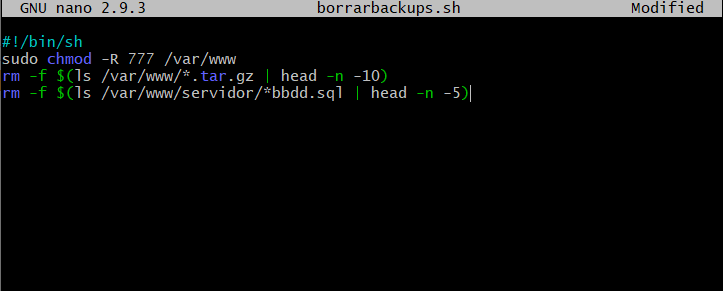 GNU nano 2.9.3 borrarbackups.sh Modified
#!/bin/sh
sudo chmod -R 777 /var/www
rm -f $(ls /var/www/*.tar.gz | head -n -10)
rm -f $(ls /var/www/servidor/*bbdd.sql | head -n -5)